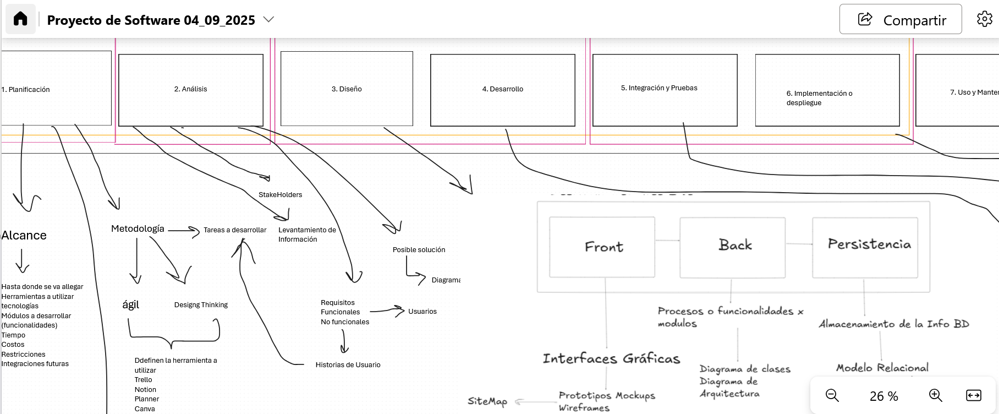 Proyecto de Software 04_09_2025
Compartir
1. Planificación
2. Análisis
3. Diseño
4. Desarrollo
5. Integración y Pruebas
6. Implementación o
despliegue
7. Uso y Manter
StakeHolders
Alcance
Metodología
Tareas a desarrollar
Levantamiento de
Información
Posible solución
Diagrama
Hasta donde se va allegar
Herramientas a utilizar
tecnologías
Módulos a desarrollar
(funcionalidades)
Tiempo
Costos
Restricciones
Integraciones futuras
ágil
Designg Thinking
Ddefinen la herramienta a
utilizar
Trello
Notion
Planner
Canva
Requisitos
Funcionales
No funcionales
Usuarios
Historias de Usuario
Front
Back
Persistencia
Procesos o funcionalidades x
modulos
Almacenamiento de la Info BD
Interfaces Gráficas
Diagrama de clases
Diagrama de
Arquitectura
Modelo Relacional
SiteMap
Prototipos Mockups
Wireframes
26 %